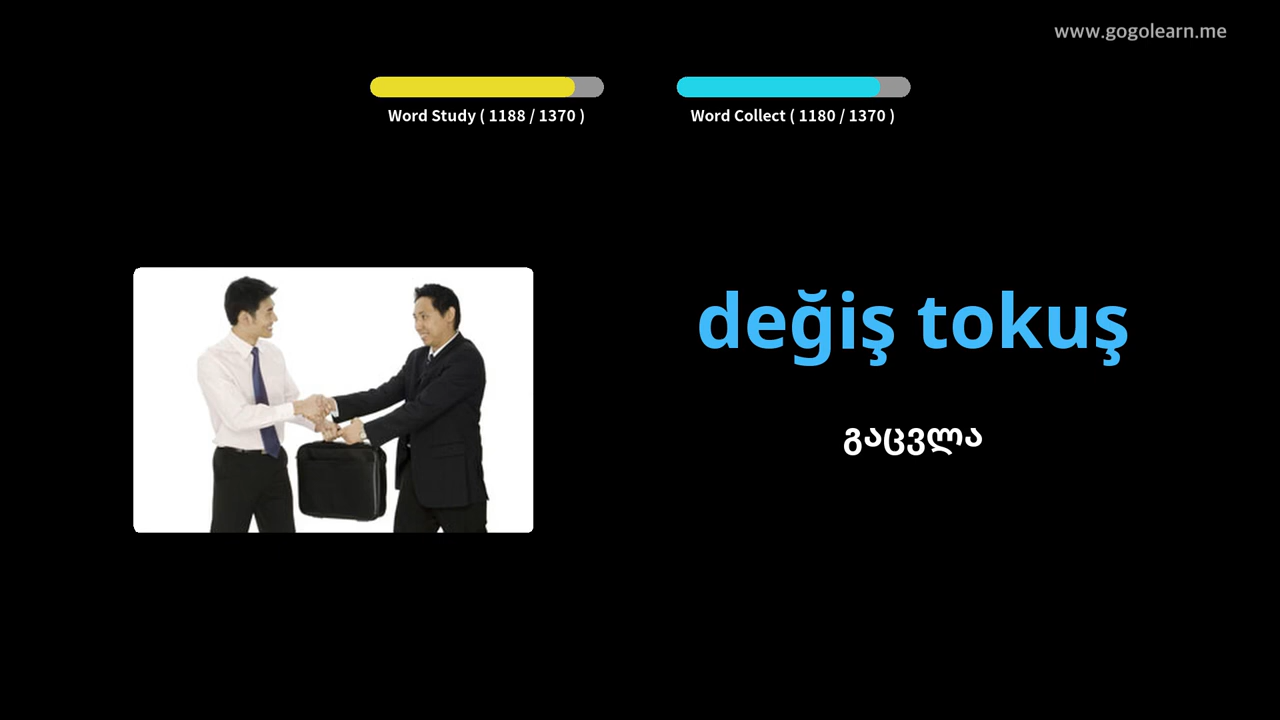 www.gogolearn.me
Word Study ( 1188 / 1370 )
Word Collect ( 1180 / 1370 )
değiş tokuş
გაცვლა